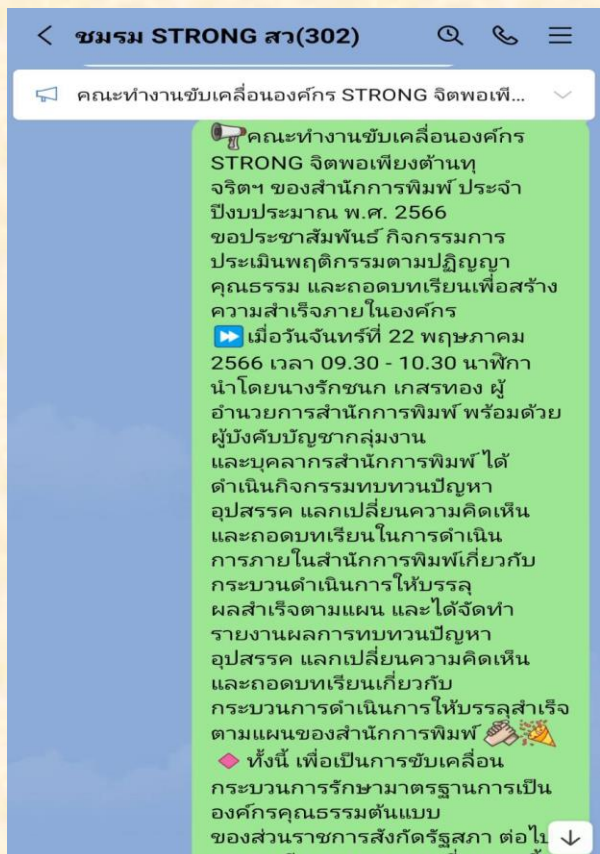 ชมรม STRONG สว(302)
คณะทำงานขับเคลื่อนองค์กร STRONG จิตพอเพี...
คณะทำงานขับเคลื่อนองค์กร
STRONG จิตพอเพียงต้านทุ
จริตฯ ของสำนักการพิมพ์ ประจำ
ปีงบประมาณ พ.ศ. 2566
ขอประชาสัมพันธ์ กิจกรรมการ
ประเมินพฤติกรรมตามปฏิญญา
คุณธรรม และถอดบทเรียนเพื่อสร้าง
ความสำเร็จภายในองค์กร
⏩ เมื่อวันจันทร์ที่ 22 พฤษภาคม
2566 เวลา 09.30 - 10.30 นาฬิกา
นำโดยนางรักชนก เกสรทอง ผู้
อำนวยการสำนักการพิมพ์ พร้อมด้วย
ผู้บังคับบัญชากลุ่มงาน
และบุคลากรสำนักการพิมพ์ ได้
ดำเนินกิจกรรมทบทวนปัญหา
อุปสรรค แลกเปลี่ยนความคิดเห็น
และถอดบทเรียนในการดำเนิน
การภายในสำนักการพิมพ์เกี่ยวกับ
กระบวนดำเนินการให้บรรลุ
ผลสำเร็จตามแผน และได้จัดทำ
รายงานผลการทบทวนปัญหา
อุปสรรค แลกเปลี่ยนความคิดเห็น
และถอดบทเรียนเกี่ยวกับ
กระบวนการดำเนินการให้บรรลุสำเร็จ
ตามแผนของสำนักการพิมพ์
ทั้งนี้ เพื่อเป็นการขับเคลื่อน
กระบวนการรักษามาตรฐานการเป็น
องค์กรคุณธรรมต้นแบบ
ของส่วนราชการสังกัดรัฐสภา ต่อไป